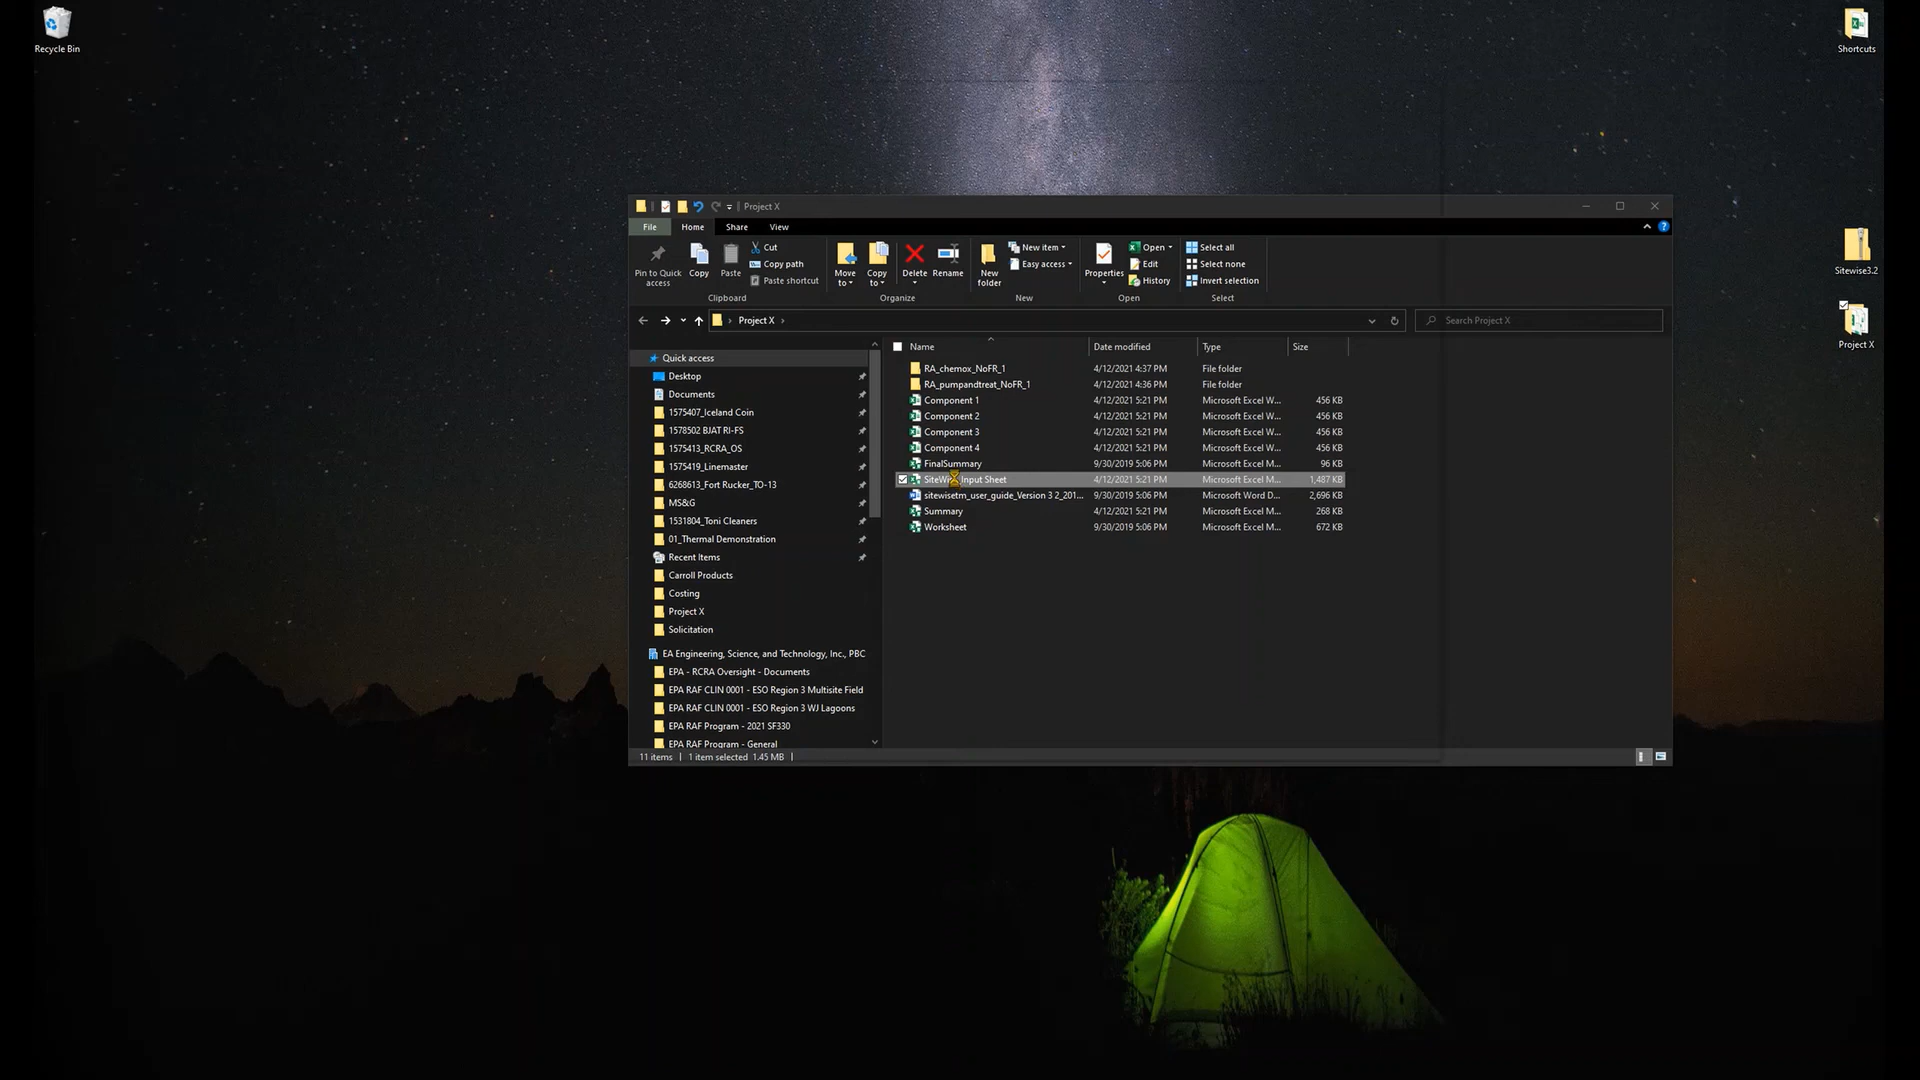 Recycle Bin
Shortcuts
Sitewise3.2
Project X
Project X
File Home Share View
Pin to Quick access
Copy
Paste
Cut
Copy path
Paste shortcut
Clipboard
Move to
Copy to
Delete
Rename
Organize
New folder
New item
Easy access
New
Properties
Open
Edit
History
Open
Select all
Select none
Invert selection
Select
Project X
Search Project X
Quick access
Desktop
Documents
1575407_Iceland Coin
1578502 BJAT RI-FS
1575413_RCRA_OS
1575419_Linemaster
6268613_Fort Rucker_TO-13
MS&G
1531804_Toni Cleaners
01_Thermal Demonstration
Recent Items
Carroll Products
Costing
Project X
Solicitation
EA Engineering, Science, and Technology, Inc., PBC
EPA - RCRA Oversight - Documents
EPA RAF CLIN 0001 - ESO Region 3 Multisite Field
EPA RAF CLIN 0001 - ESO Region 3 WJ Lagoons
EPA RAF Program - 2021 SF330
EPA RAF Program - General
Name Date modified Type Size
RA_chemox_NoFR_1 4/12/2021 4:37 PM File folder
RA_pumpandtreat_NoFR_1 4/12/2021 4:36 PM File folder
Component 1 4/12/2021 5:21 PM Microsoft Excel W... 456 KB
Component 2 4/12/2021 5:21 PM Microsoft Excel W... 456 KB
Component 3 4/12/2021 5:21 PM Microsoft Excel W... 456 KB
Component 4 4/12/2021 5:21 PM Microsoft Excel W... 456 KB
FinalSummary 9/30/2019 5:06 PM Microsoft Excel M... 96 KB
Input Sheet 4/12/2021 5:21 PM Microsoft Excel M... 1,487 KB
sitewisetm_user_guide_Version 3 2_201... 9/30/2019 5:06 PM Microsoft Word D... 2,696 KB
Summary 4/12/2021 5:21 PM Microsoft Excel M... 268 KB
Worksheet 9/30/2019 5:06 PM Microsoft Excel M... 672 KB
11 items 1 item selected 1.45 MB